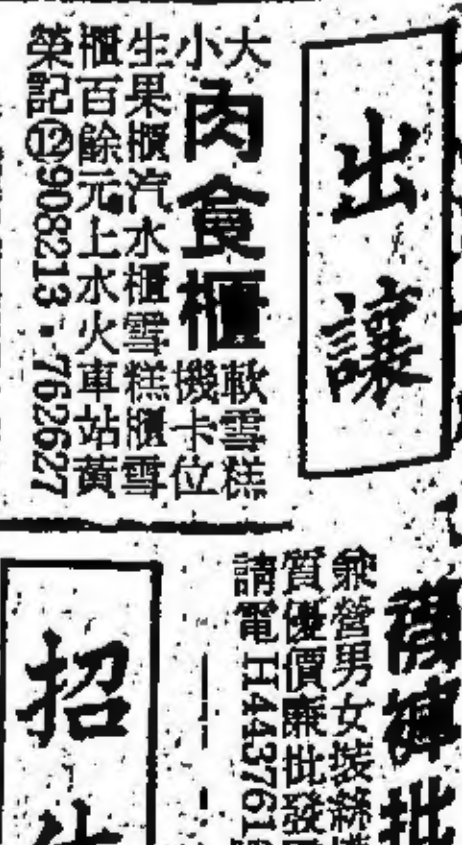 出讓
大小肉食櫃軟雪糕機卡位
生果櫃汽水櫃雪糕櫃雪
櫃百餘元上水火車站黃
榮記⑫908213·762627
褲批
兼營男女裝絲
質優價廉批發
請電H443761
招